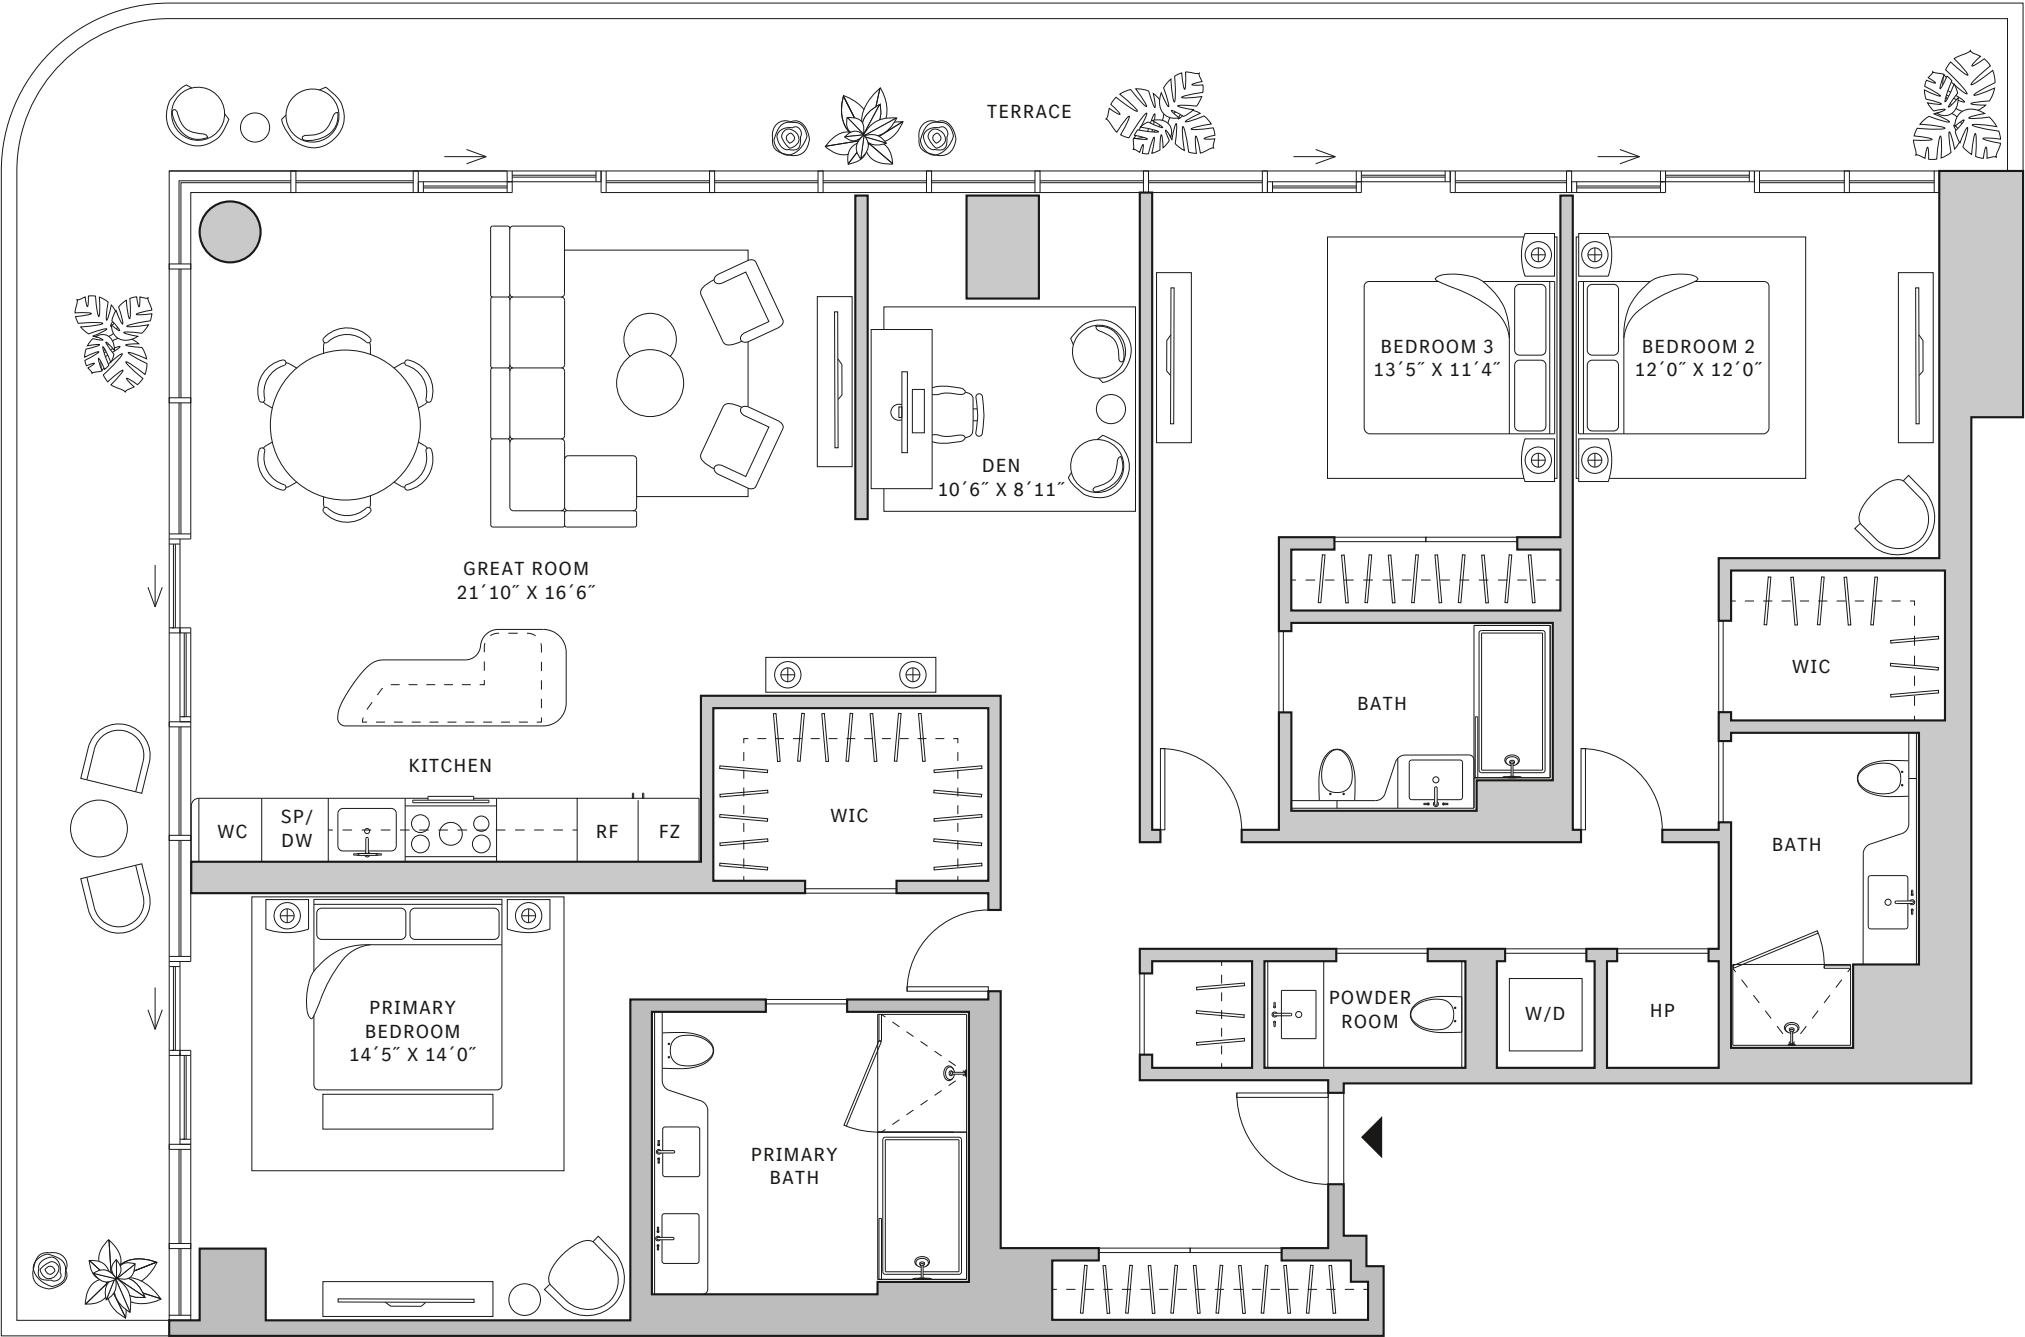 TERRACE
BEDROOM 3
13´5˝ X 11´4˝
BEDROOM 2
12´0˝ X 12´0˝
DEN
10´6˝ X 8´11˝
GREAT ROOM
21´10˝ X 16´6˝
WIC
BATH
KITCHEN
WC
SP/
DW
RF
FZ
WIC
BATH
PRIMARY
BEDROOM
14´5˝ X 14´0˝
POWDER
ROOM
W/D
HP
PRIMARY
BATH